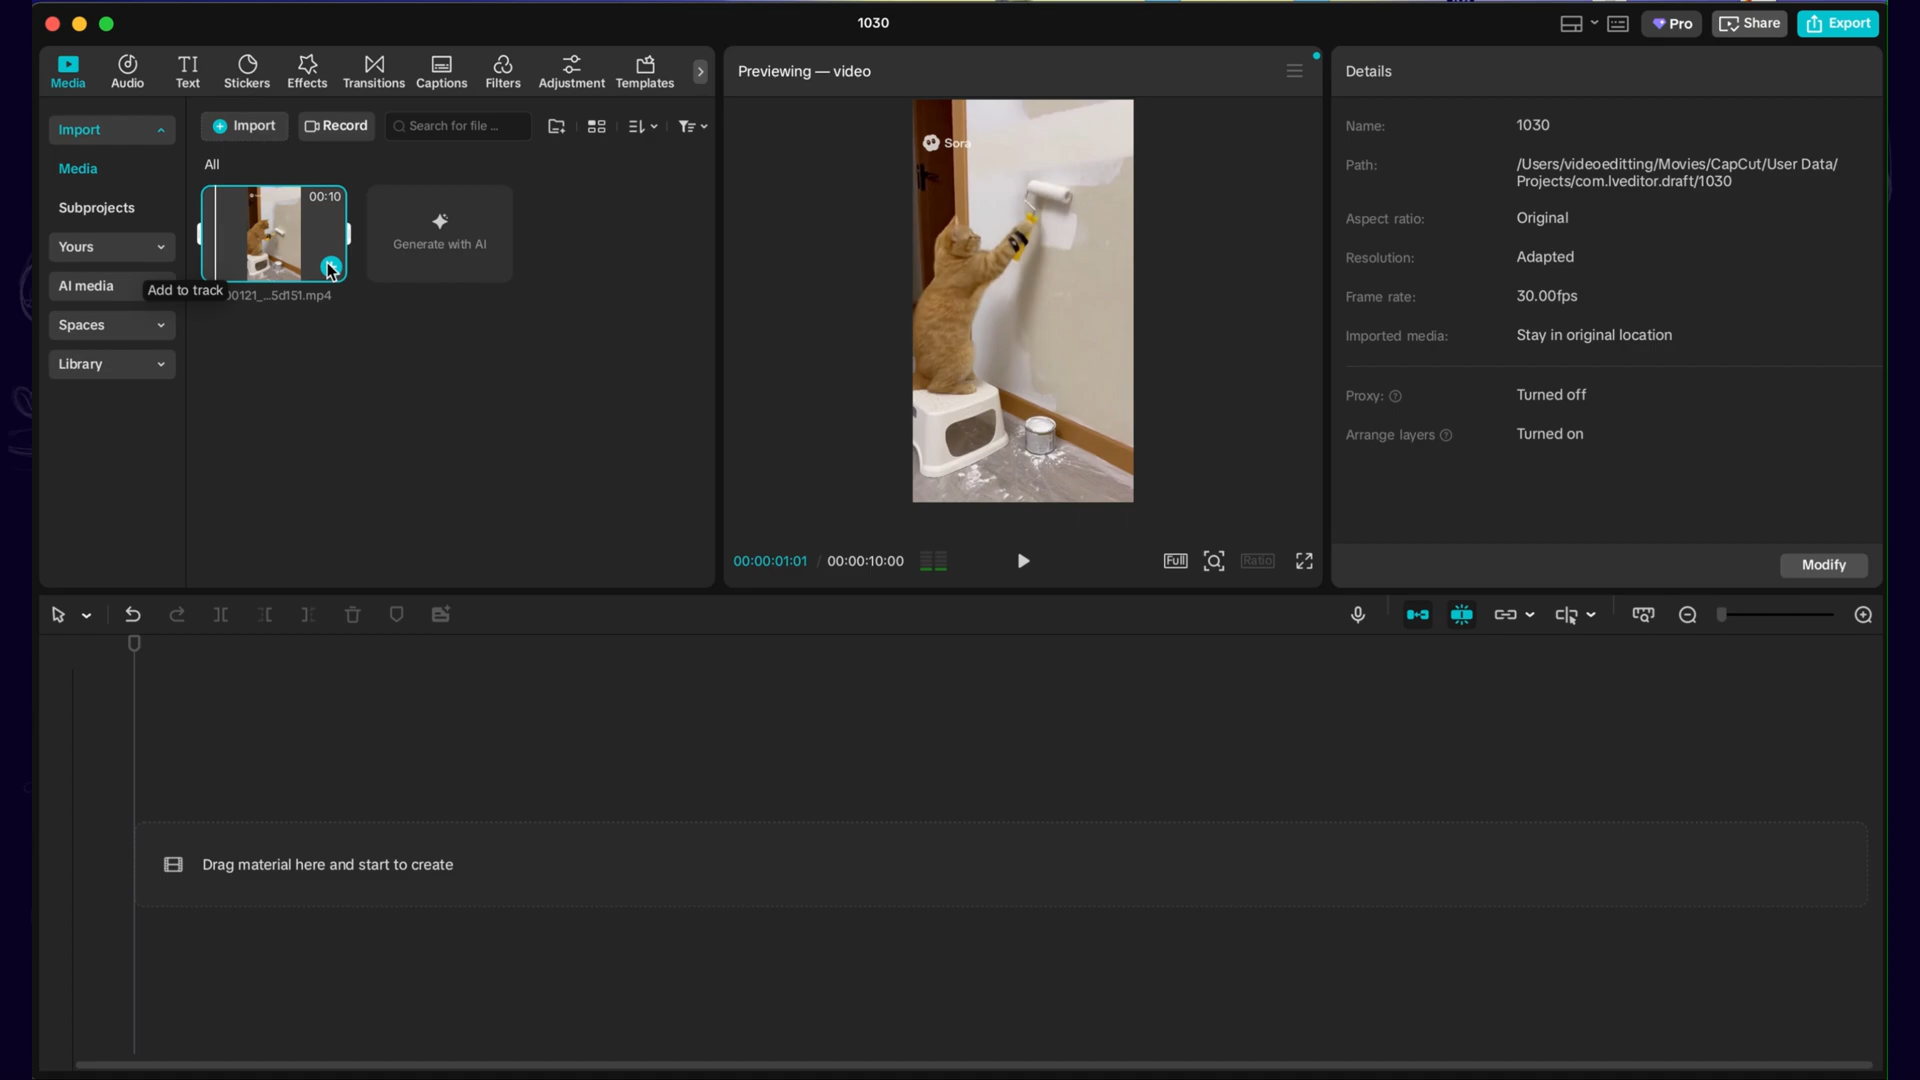 1030
Pro
Share
Export
Media
Audio
Text
Stickers
Effects
Transitions
Captions
Filters
Adjustment
Templates
Import
Media
Subprojects
Yours
AI media
Spaces
Library
Import
Record
Search for file ...
All
00:10
Generate with AI
Add to track
00121_...5d151.mp4
Previewing — video
Sora
00:00:01:01 / 00:00:10:00
Full
Ratio
Details
Name: 1030
Path: /Users/videoeditting/Movies/CapCut/User Data/
Projects/com.lveditor.draft/1030
Aspect ratio: Original
Resolution: Adapted
Frame rate: 30.00fps
Imported media: Stay in original location
Proxy: Turned off
Arrange layers Turned on
Modify
Drag material here and start to create